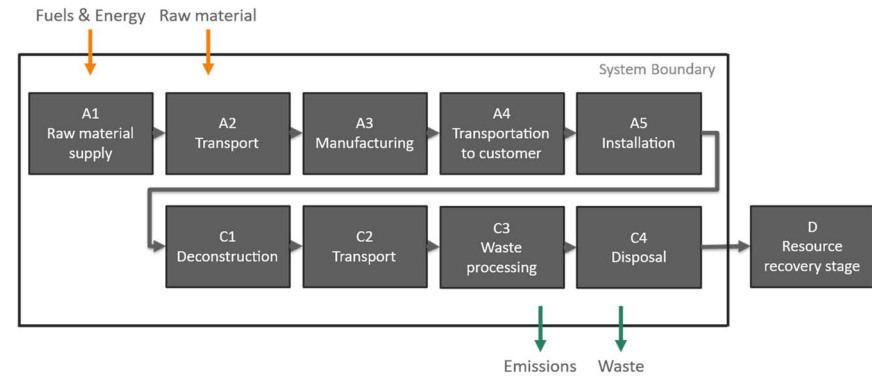 Fuels & Energy Raw material
System Boundary
A1
Raw material
supply
A2
Transport
A3
Manufacturing
A4
Transportation
to customer
A5
Installation
C1
Deconstruction
C2
Transport
C3
Waste
processing
C4
Disposal
D
Resource
recovery stage
Emissions Waste